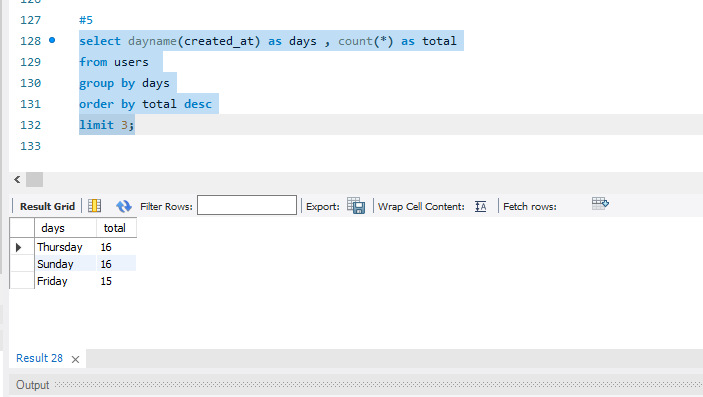 126
127 #5
128 select dayname(created_at) as days , count(*) as total
129 from users
130 group by days
131 order by total desc
132 limit 3;
133
Result Grid Filter Rows: Export: Wrap Cell Content: Fetch rows:
days total
Thursday 16
Sunday 16
Friday 15
Result 28 ×
Output